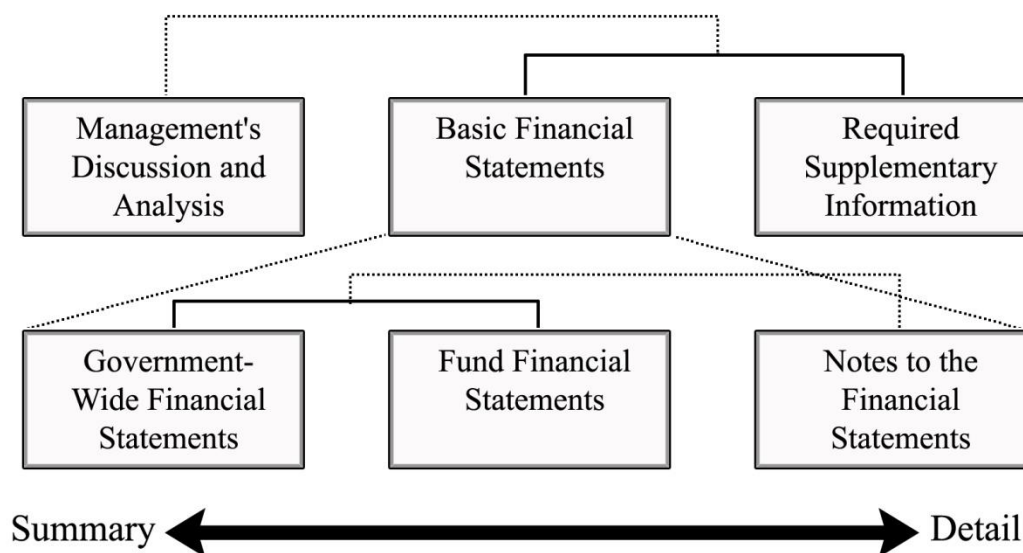 Management's
Discussion and
Analysis
Basic Financial
Statements
Required
Supplementary
Information
Government-
Wide Financial
Statements
Fund Financial
Statements
Notes to the
Financial
Statements
Summary
Detail